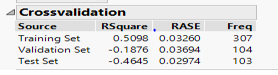 Crossvalidation
Source RSquare RASE Freq
Training Set 0.5098 0.03260 307
Validation Set -0.1876 0.03694 104
Test Set -0.4645 0.02974 103